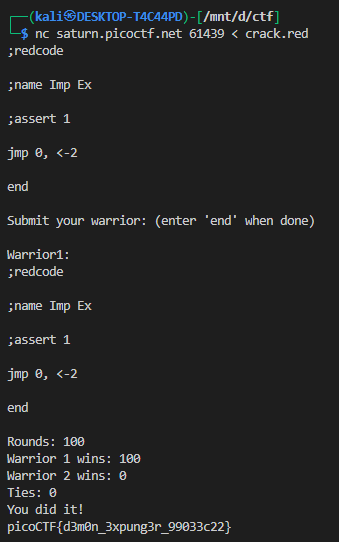 ┌──(kali㉿DESKTOP-T4C44PD)-[/mnt/d/ctf]
└─$ nc saturn.picoctf.net 61439 < crack.red
;redcode
;name Imp Ex
;assert 1
jmp 0, <-2
end
Submit your warrior: (enter 'end' when done)
Warrior1:
;redcode
;name Imp Ex
;assert 1
jmp 0, <-2
end
Rounds: 100
Warrior 1 wins: 100
Warrior 2 wins: 0
Ties: 0
You did it!
picoCTF{d3m0n_3xpung3r_99033c22}